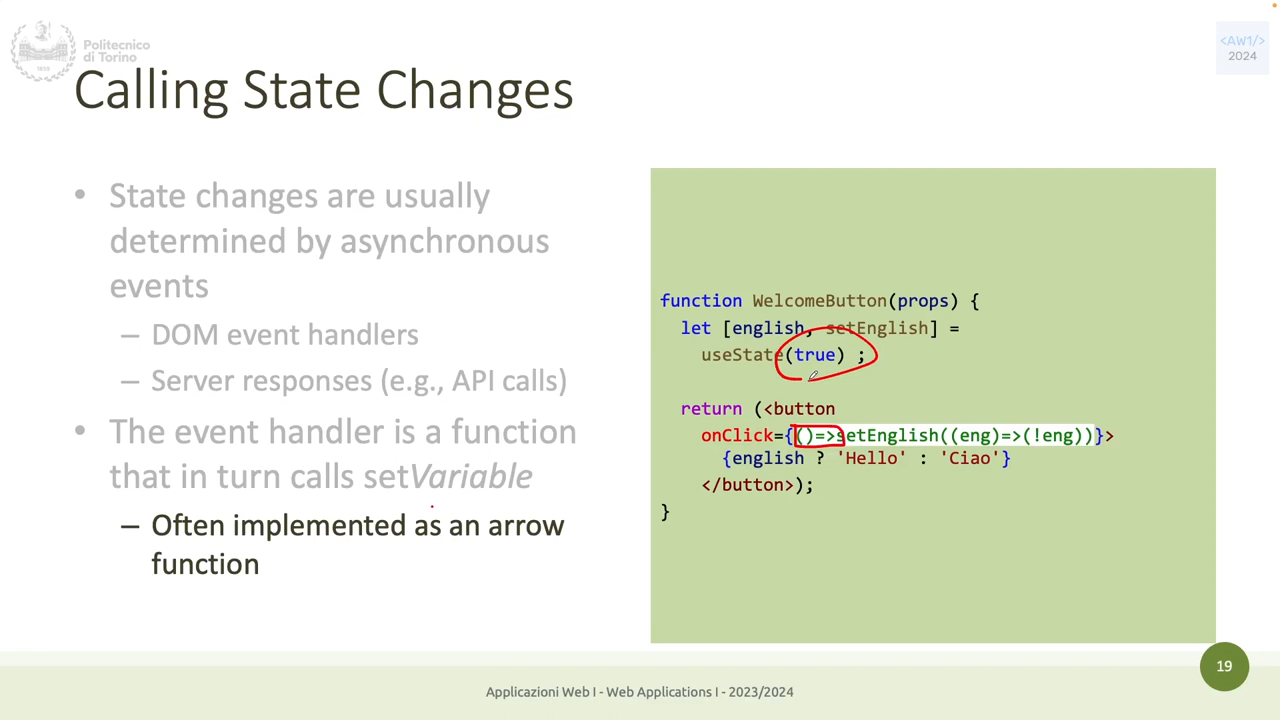 Politecnico
di Torino
<AW1/>
2024
Calling State Changes
• State changes are usually
determined by asynchronous
events
– DOM event handlers
– Server responses (e.g., API calls)
• The event handler is a function
that in turn calls setVariable
– Often implemented as an arrow
function
function WelcomeButton(props) {
let [english, setEnglish] =
useState(true) ;
return (<button
onClick={()=>setEnglish((eng)=>(!eng))}>
{english ? 'Hello' : 'Ciao'}
</button>);
}
19
Applicazioni Web I - Web Applications I - 2023/2024